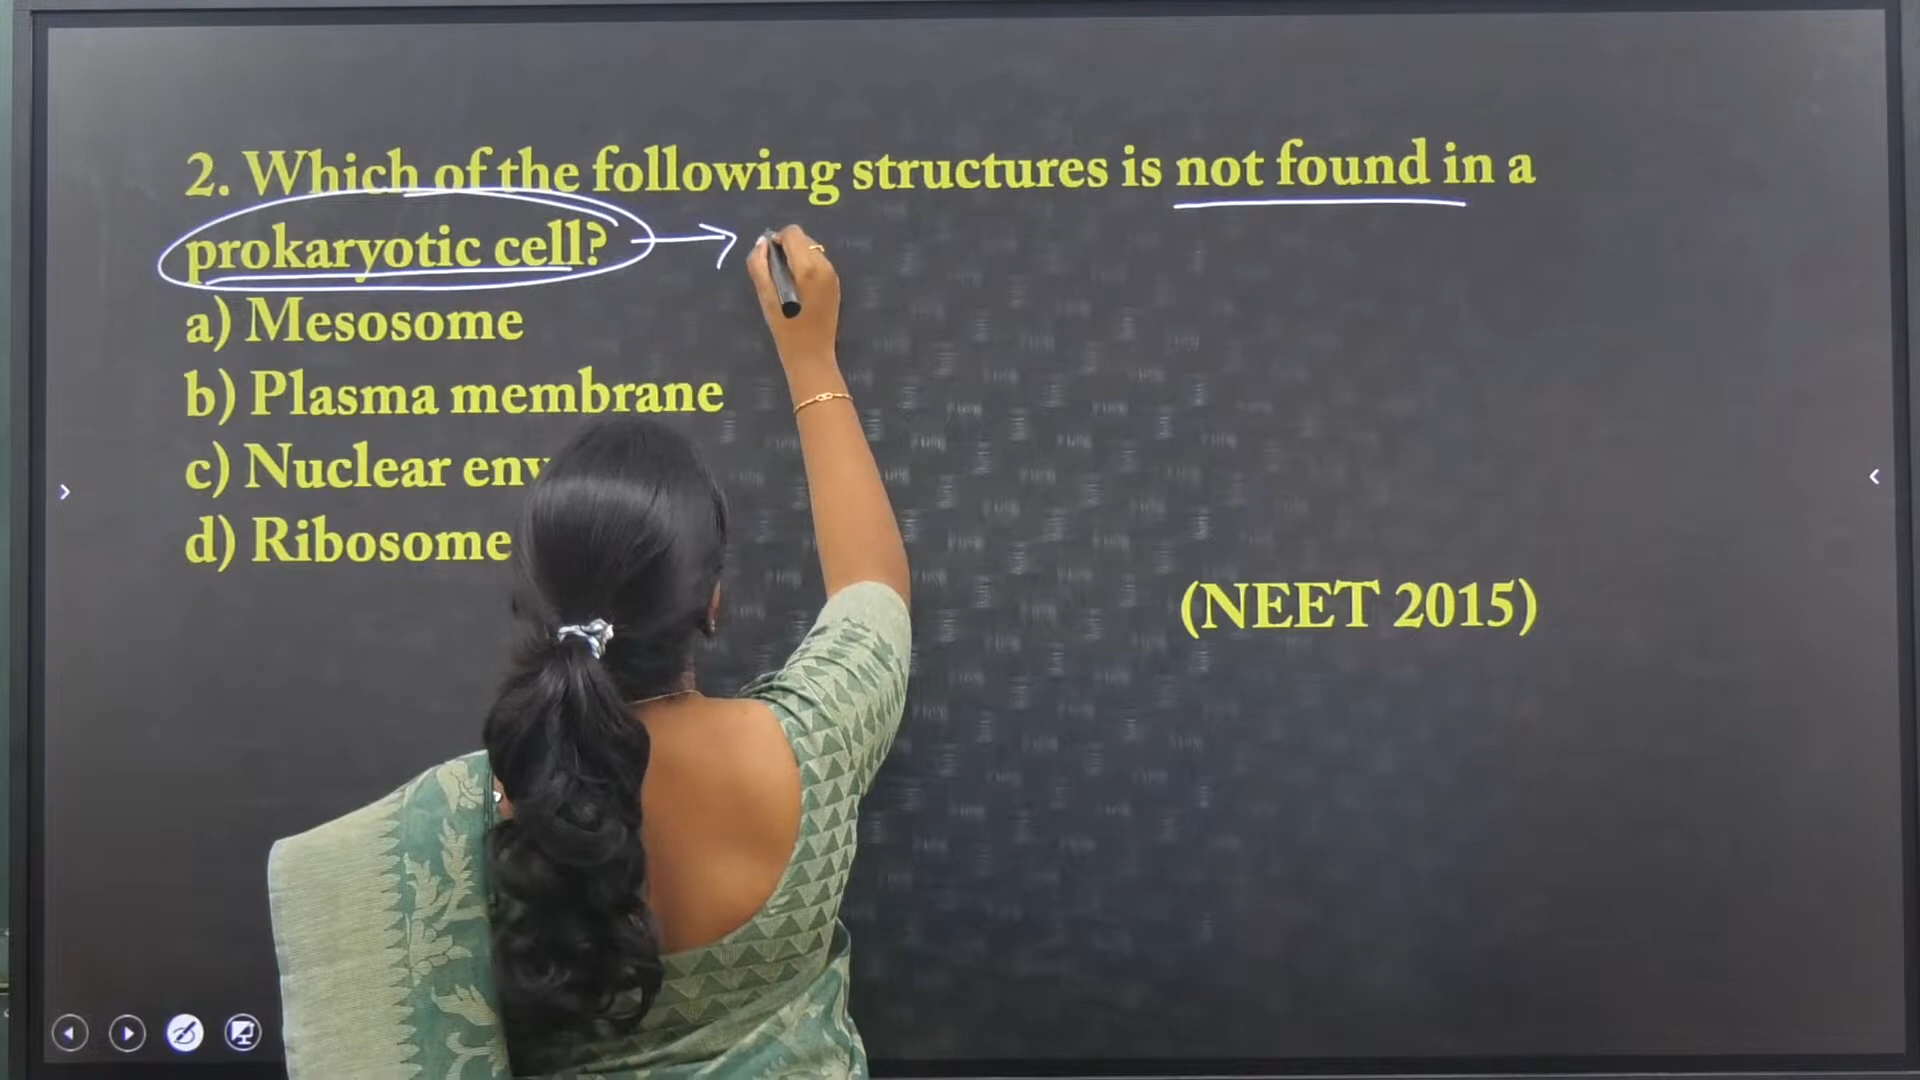 2. Which of the following structures is not found in a
prokaryotic cell?
a) Mesosome
b) Plasma membrane
c) Nuclear
d) Ribosome
(NEET 2015)